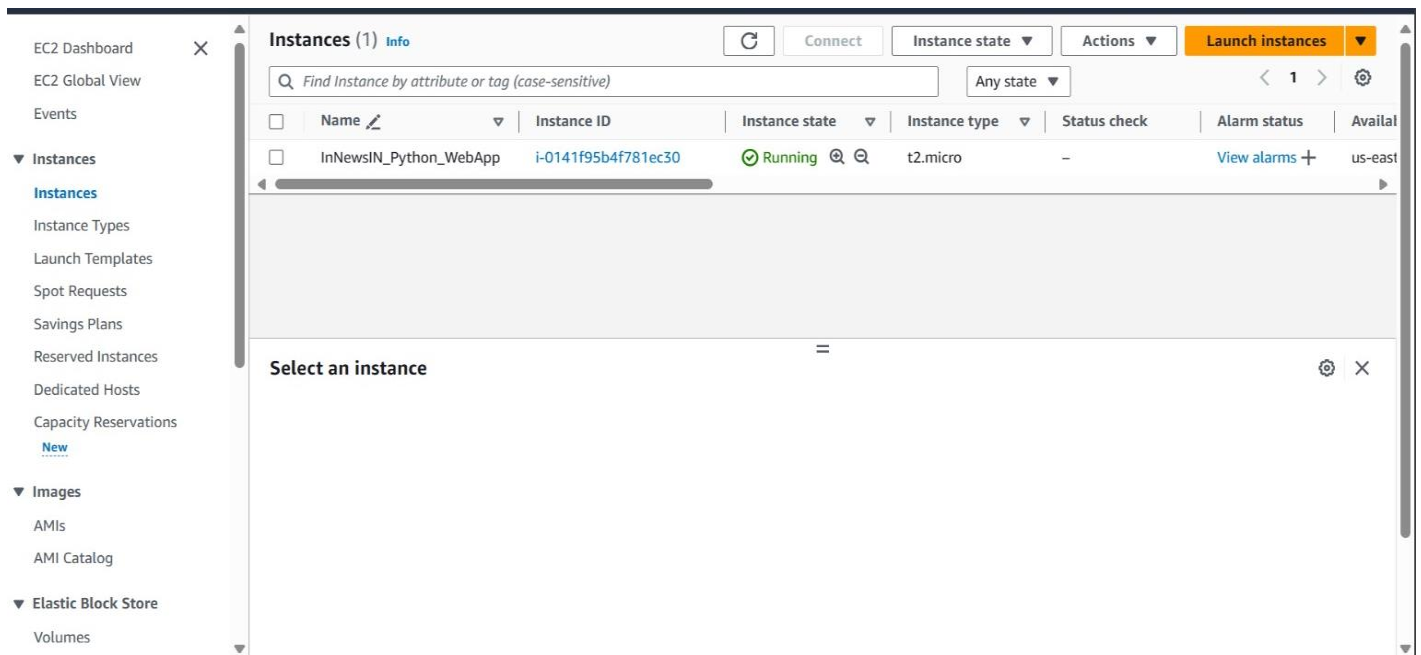 EC2 Dashboard
EC2 Global View
Events
Instances
Instances
Instance Types
Launch Templates
Spot Requests
Savings Plans
Reserved Instances
Dedicated Hosts
Capacity Reservations
New
Images
AMIs
AMI Catalog
Elastic Block Store
Volumes
Instances (1) Info
Connect
Instance state
Actions
Launch instances
Find Instance by attribute or tag (case-sensitive)
Any state
1
Name Instance ID Instance state Instance type Status check Alarm status Availab
InNewsIN_Python_WebApp i-0141f95b4f781ec30 Running t2.micro – View alarms + us-east
Select an instance